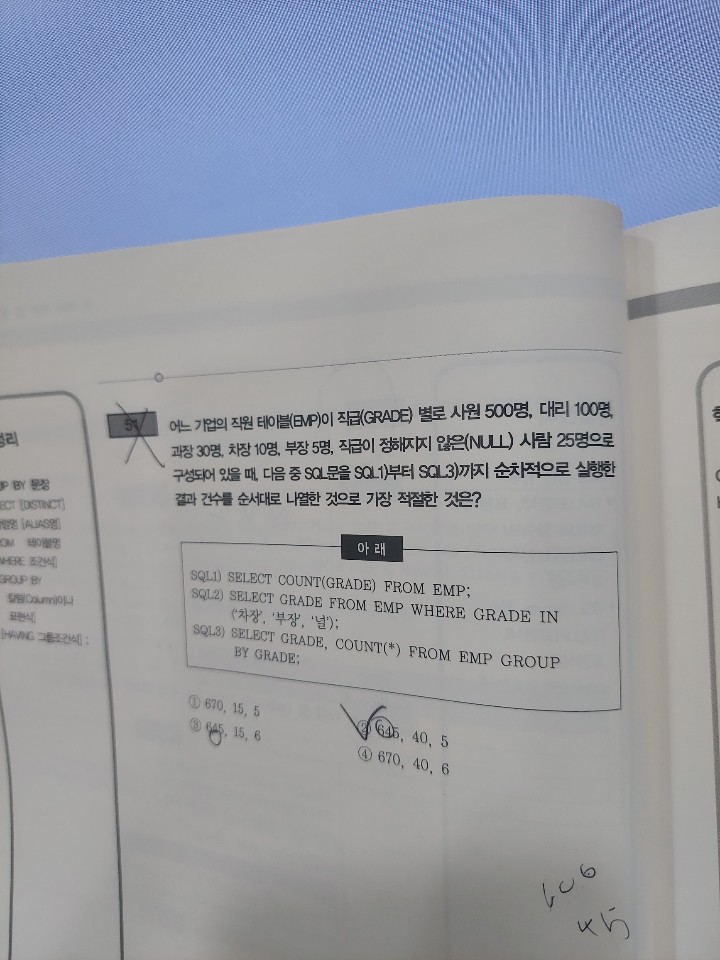 정리
51
어느 기업의 직원 테이블(EMP)이 직급(GRADE) 별로 사원 500명, 대리 100명,
과장 30명, 차장 10명, 부장 5명, 직급이 정해지지 않은(NULL) 사람 25명으로
구성되어 있을 때, 다음 중 SQL문을 SQL1)부터 SQL3)까지 순차적으로 실행한
결과 건수를 순서대로 나열한 것으로 가장 적절한 것은?
아래
SQL1) SELECT COUNT(GRADE) FROM EMP;
SQL2) SELECT GRADE FROM EMP WHERE GRADE IN
('차장', '부장', '널');
SQL3) SELECT GRADE, COUNT(*) FROM EMP GROUP
BY GRADE;
① 670, 15, 5
② 645, 40, 5
③ 645, 15, 6
④ 670, 40, 6
BY 문장
[DISTINCT]
[ALIAS명]
테이블명
WHERE 조건식]
GROUP BY
칼럼(Column)이나
표현식]
[HAVING 그룹조건식] ;
45